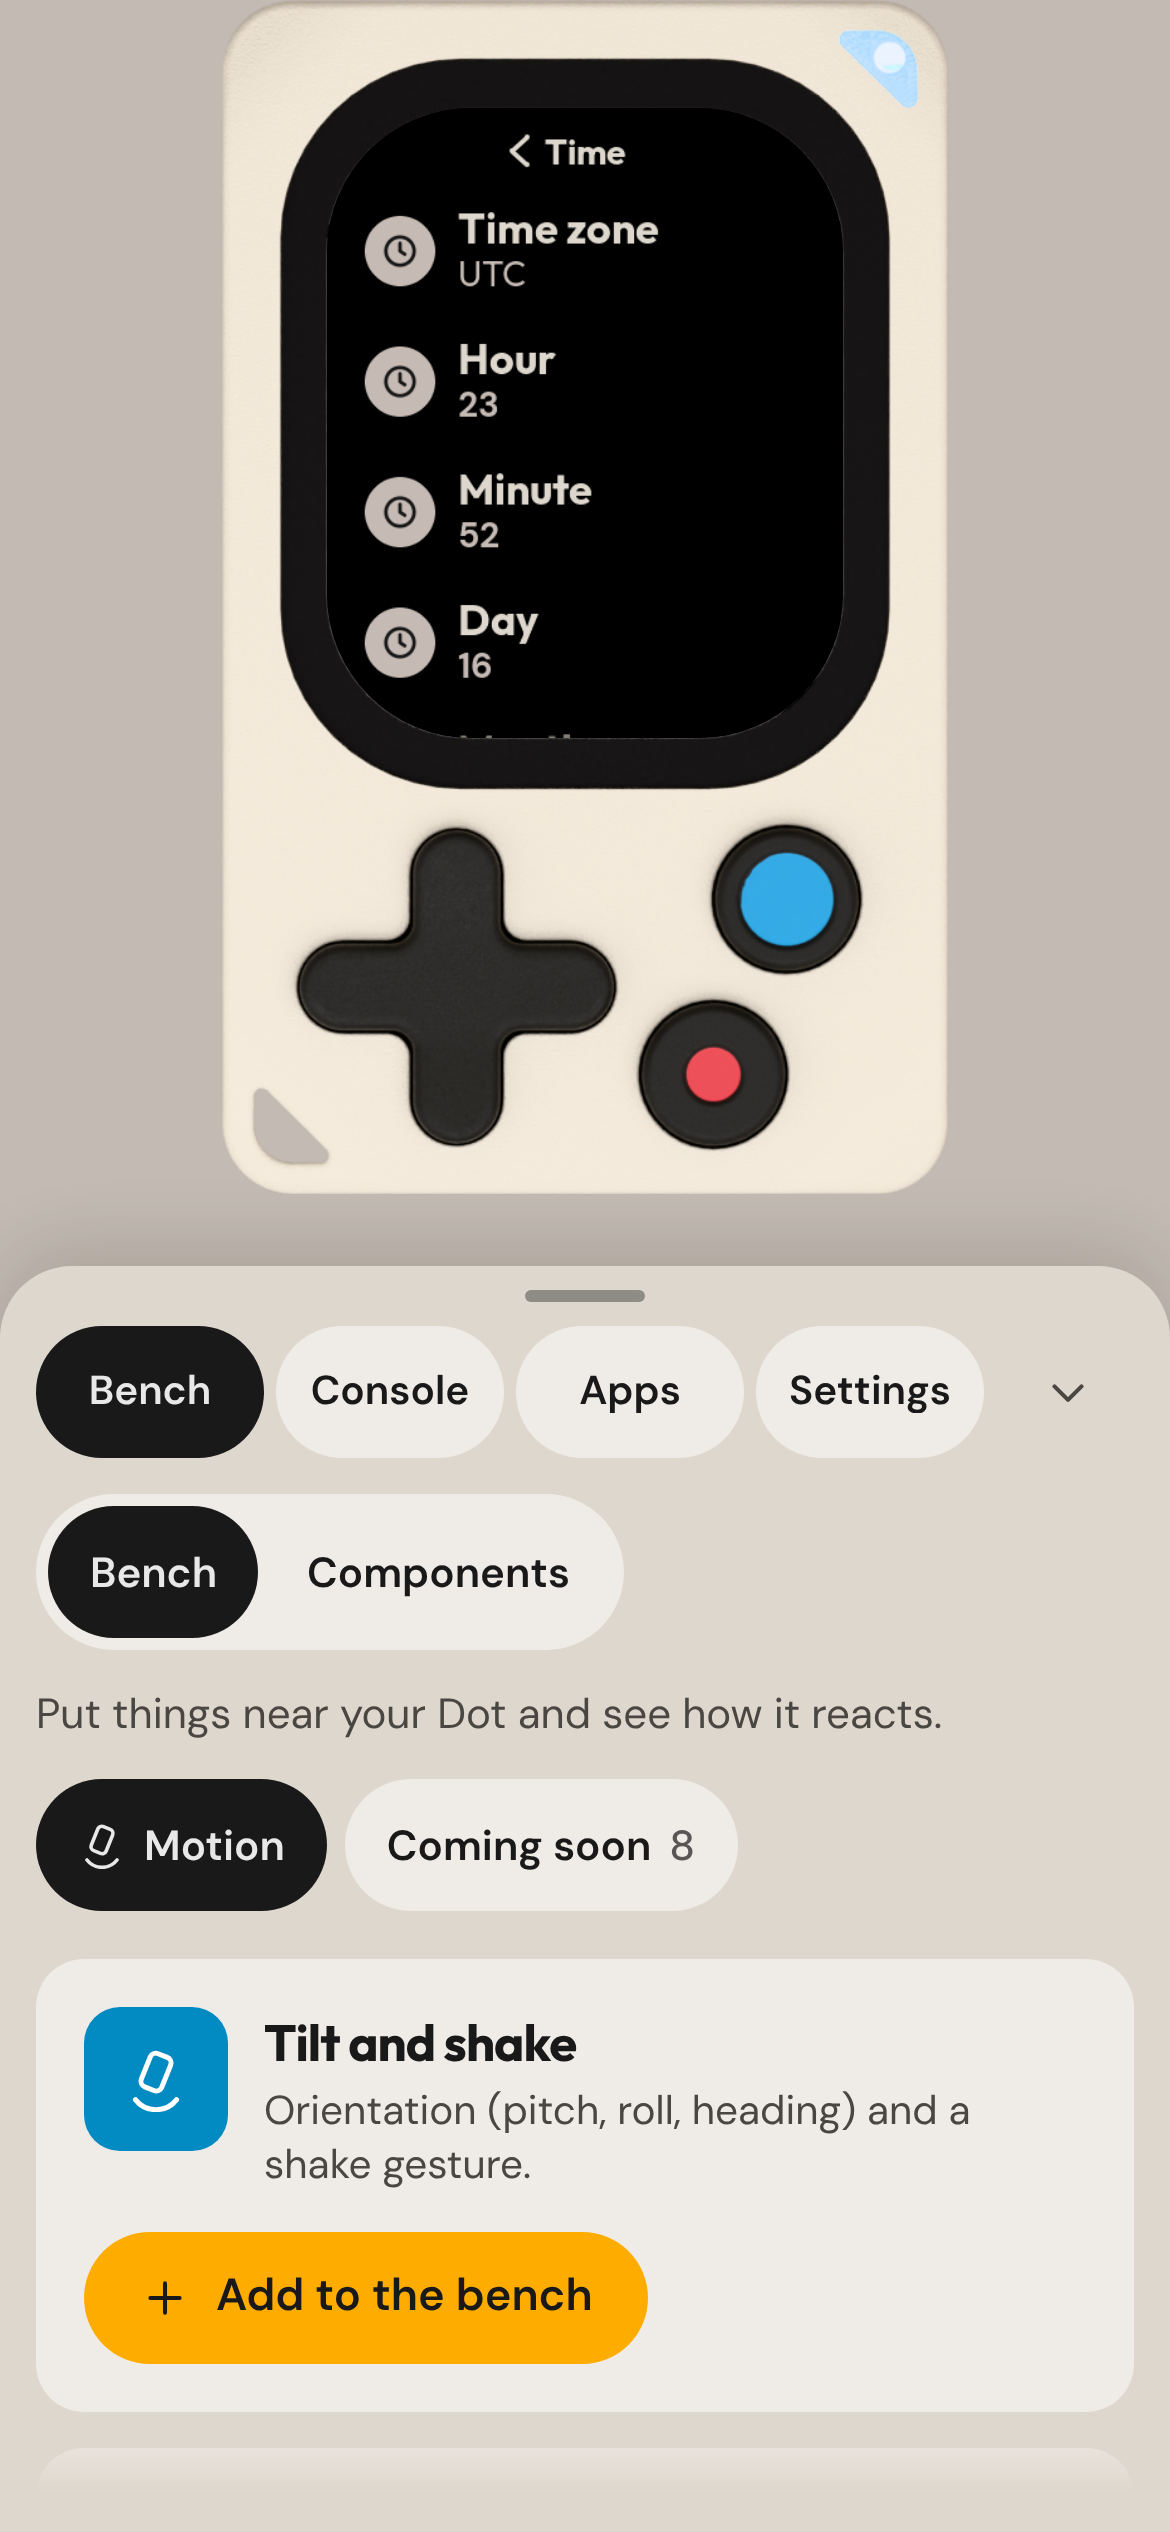 Time
Time zone
UTC
Hour
23
Minute
52
Day
16
Bench
Console
Apps
Settings
Bench
Components
Put things near your Dot and see how it reacts.
Motion
Coming soon 8
Tilt and shake
Orientation (pitch, roll, heading) and a
shake gesture.
Add to the bench